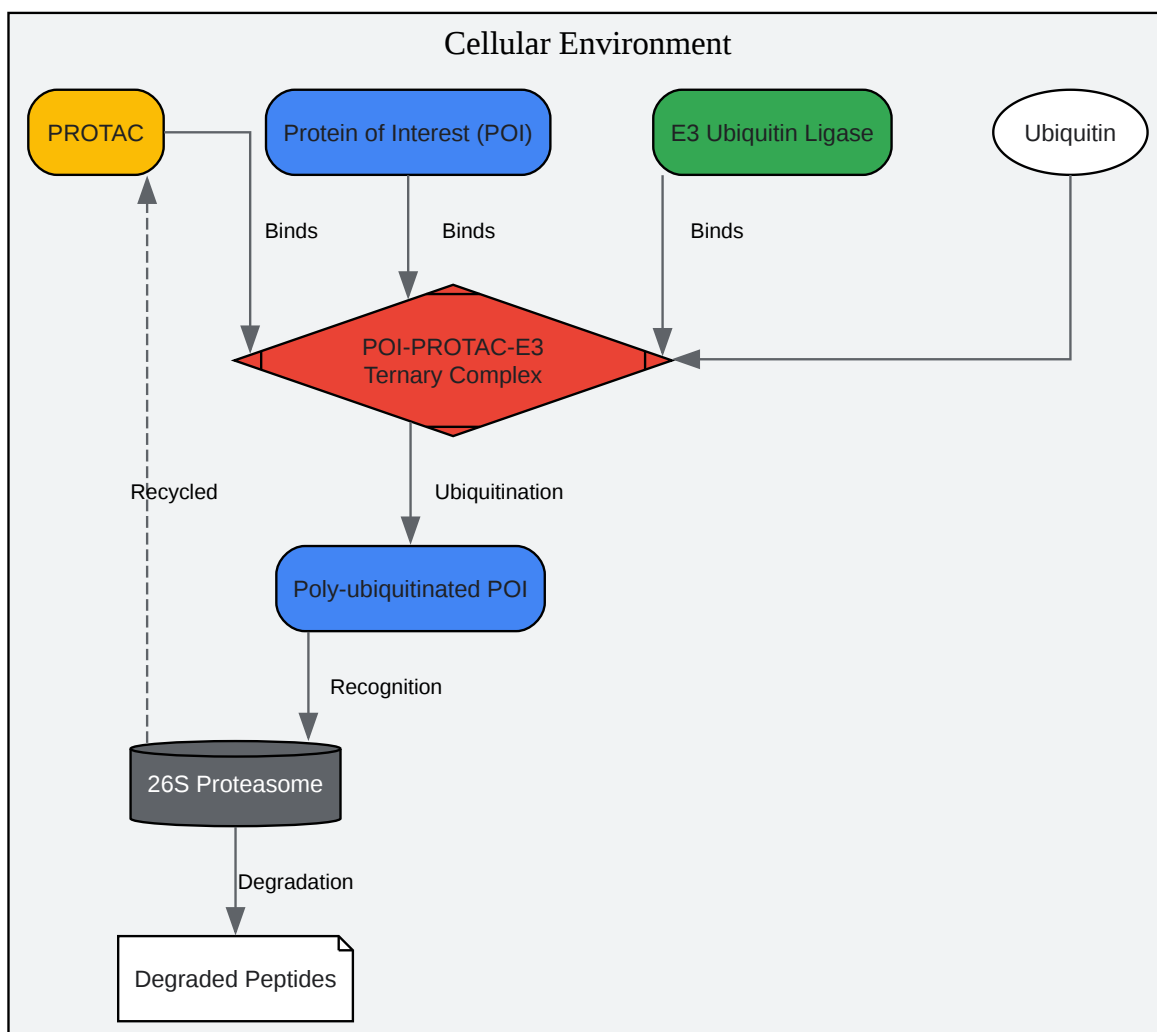 Cellular Environment
PROTAC
Protein of Interest (POI)
E3 Ubiquitin Ligase
Ubiquitin
Binds
Binds
Binds
POI-PROTAC-E3
Ternary Complex
Recycled
Ubiquitination
Poly-ubiquitinated POI
Recognition
26S Proteasome
Degradation
Degraded Peptides